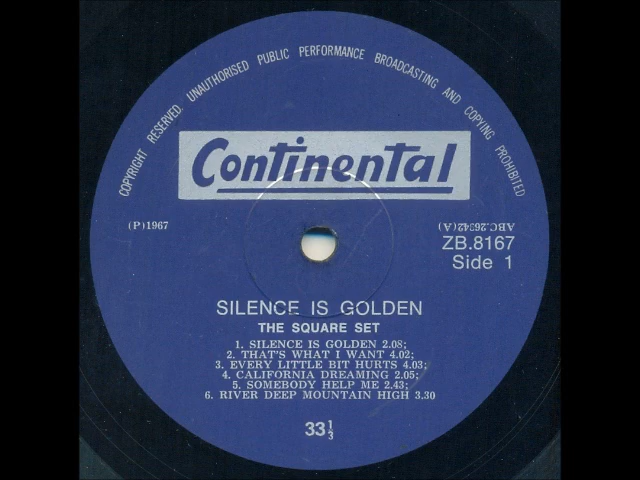 COPYRIGHT RESERVED. UNAUTHORISED PUBLIC PERFORMANCE BROADCASTING AND COPYING PROHIBITED
Continental
(P)1967
ABC.26342(A)
ZB.8167
Side 1
SILENCE IS GOLDEN
THE SQUARE SET
1. SILENCE IS GOLDEN 2.08;
2. THAT'S WHAT I WANT 4.02;
3. EVERY LITTLE BIT HURTS 4.03;
4. CALIFORNIA DREAMING 2.05;
5. SOMEBODY HELP ME 2.43;
6. RIVER DEEP MOUNTAIN HIGH 3.30
33⅓